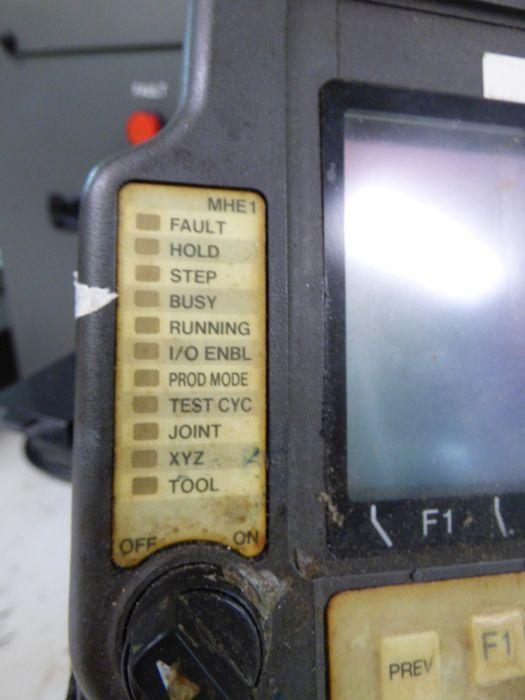 FAULT
MHE1
FAULT
HOLD
STEP
BUSY
RUNNING
I/O ENBL
PROD MODE
TEST CYC
JOINT
XYZ
TOOL
OFF ON
F1
PREV F1